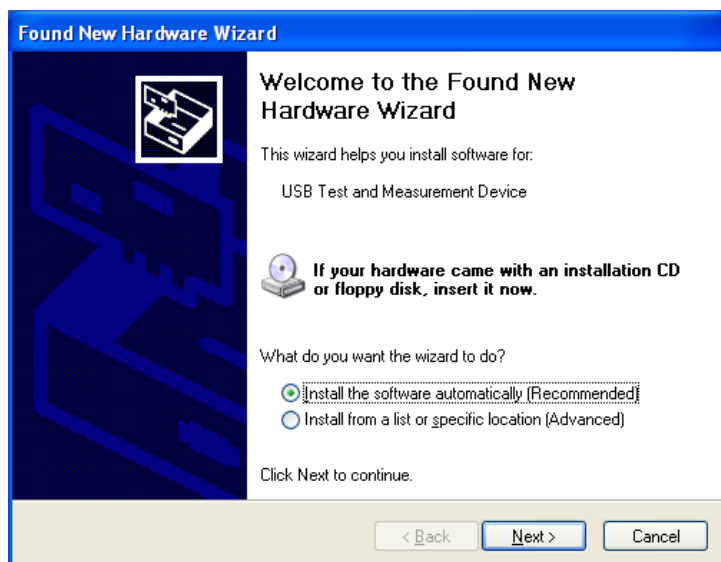 Found New Hardware Wizard
Welcome to the Found New
Hardware Wizard
This wizard helps you install software for:
USB Test and Measurement Device
If your hardware came with an installation CD
or floppy disk, insert it now.
What do you want the wizard to do?
Install the software automatically (Recommended)
Install from a list or specific location (Advanced)
Click Next to continue.
< Back
Next >
Cancel